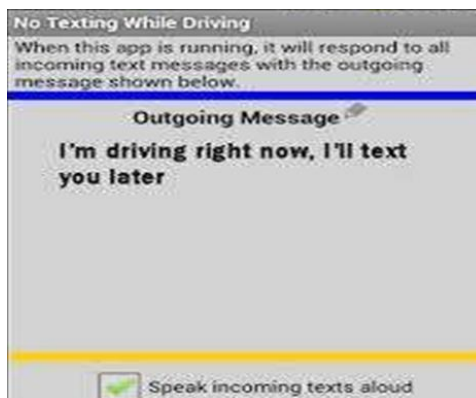 No Texting While Driving
When this app is running, it will respond to all
incoming text messages with the outgoing
message shown below.
Outgoing Message
I'm driving right now, I'll text
you later
Speak incoming texts aloud